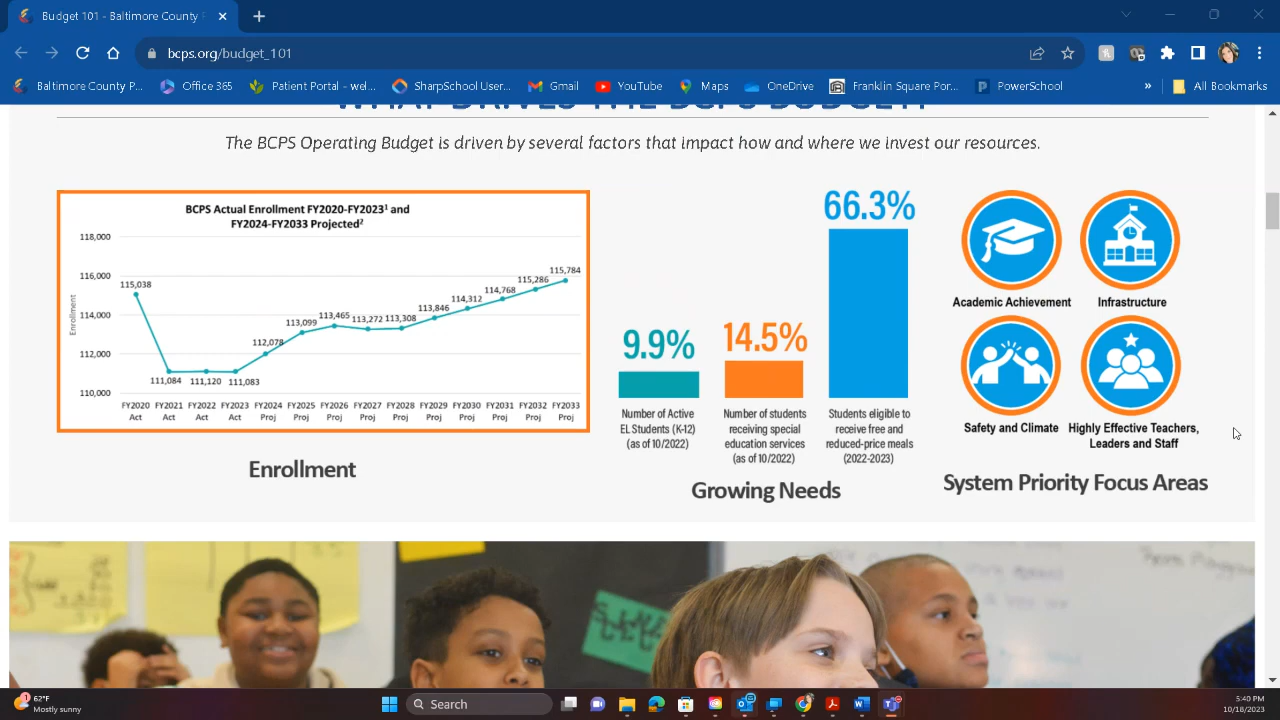 Budget 101 - Baltimore County
bcps.org/budget_101
Baltimore County P...
Office 365
Patient Portal - wel...
SharpSchool User...
Gmail
YouTube
Maps
OneDrive
Franklin Square Por...
PowerSchool
»
All Bookmarks
WHAT DRIVES THE BCPS BUDGET?
The BCPS Operating Budget is driven by several factors that impact how and where we invest our resources.
BCPS Actual Enrollment FY2020-FY2023¹ and
FY2024-FY2033 Projected²
118,000
116,000
114,000
112,000
110,000
Enrollment
115,038
111,084
111,120
111,083
112,078
113,099
113,465
113,272
113,308
113,846
114,312
114,768
115,286
115,784
FY2020 FY2021 FY2022 FY2023 FY2024 FY2025 FY2026 FY2027 FY2028 FY2029 FY2030 FY2031 FY2032 FY2033
Act Act Act Act Proj Proj Proj Proj Proj Proj Proj Proj Proj Proj
Enrollment
9.9%
Number of Active
EL Students (K-12)
(as of 10/2022)
14.5%
Number of students
receiving special
education services
(as of 10/2022)
66.3%
Students eligible to
receive free and
reduced-price meals
(2022-2023)
Growing Needs
Academic Achievement
Infrastructure
Safety and Climate
Highly Effective Teachers,
Leaders and Staff
System Priority Focus Areas
1
62°F
Mostly sunny
Search
5:40 PM
10/18/2023